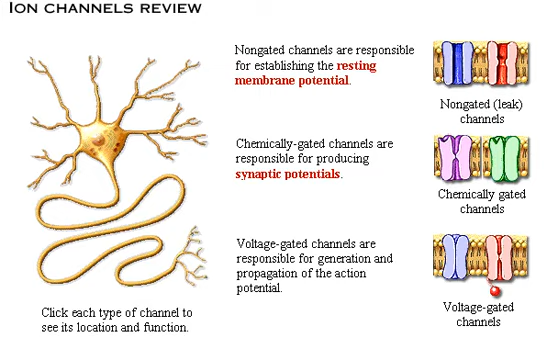 ION CHANNELS REVIEW
Nongated channels are responsible
for establishing the resting
membrane potential.
Nongated (leak)
channels
Chemically-gated channels are
responsible for producing
synaptic potentials.
Chemically gated
channels
Voltage-gated channels are
responsible for generation and
propagation of the action
potential.
Voltage-gated
channels
Click each type of channel to
see its location and function.